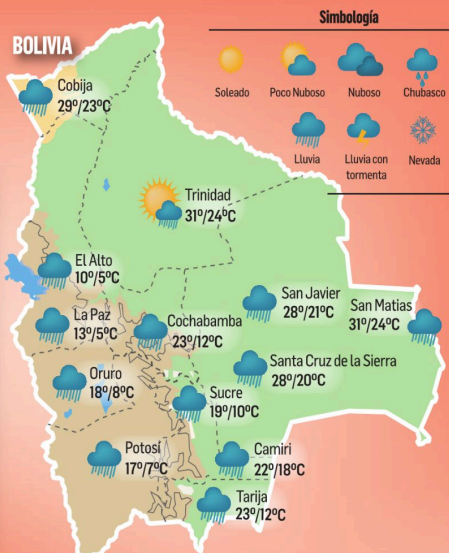 Simbología
BOLIVIA
Soleado
Poco Nuboso
Nuboso
Chubasco
Lluvia
Lluvía con
tormenta
Nevada
Cobija
29º/23ºC
Trinidad
31º/24ºC
El Alto
10º/5ºC
La Paz
13º/5ºC
Cochabamba
23º/12ºC
San Javier
28º/21ºC
San Matias
31º/24ºC
Oruro
18º/8ºC
Santa Cruz de la Sierra
28º/20ºC
Sucre
19º/10ºC
Potosí
17º/7ºC
Camiri
22º/18ºC
Tarija
23º/12ºC